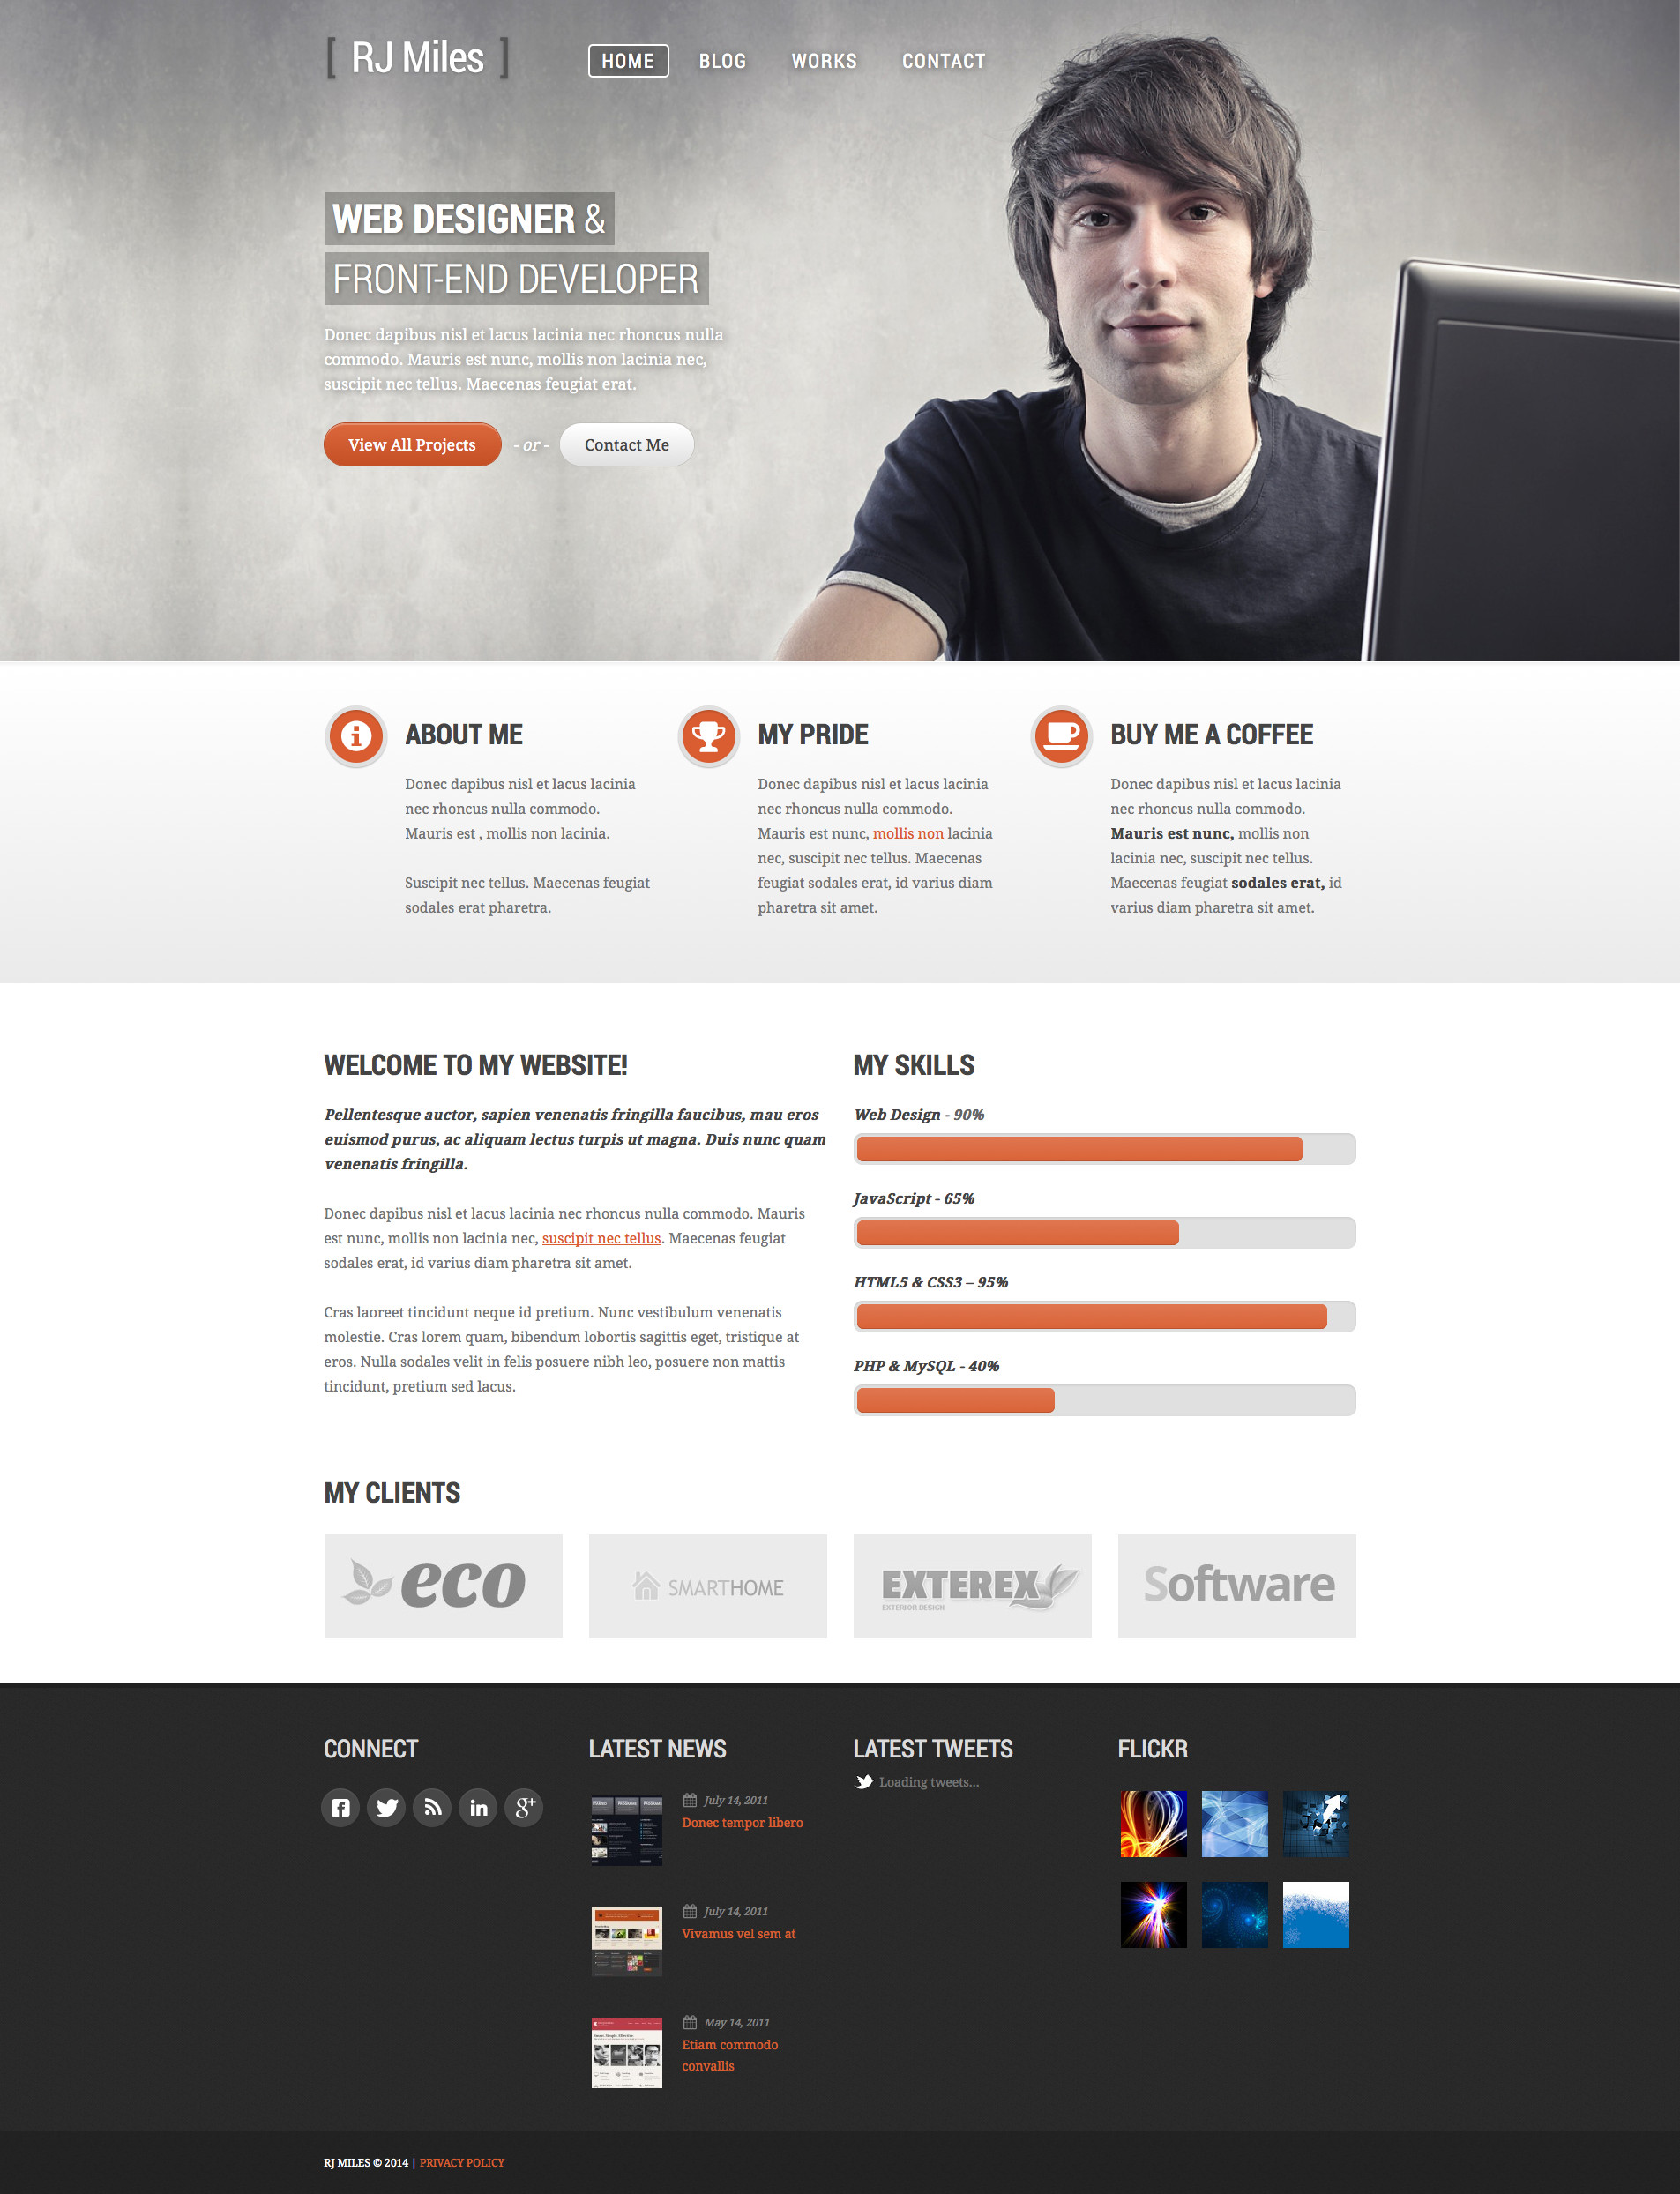 [ RJ Miles ]
HOME BLOG WORKS CONTACT
WEB DESIGNER &
FRONT-END DEVELOPER
Donec dapibus nisl et lacus lacinia nec rhoncus nulla
commodo. Mauris est nunc, mollis non lacinia nec,
suscipit nec tellus. Maecenas feugiat erat.
View All Projects - or - Contact Me
ABOUT ME
Donec dapibus nisl et lacus lacinia
nec rhoncus nulla commodo.
Mauris est , mollis non lacinia.
Suscipit nec tellus. Maecenas feugiat
sodales erat pharetra.
MY PRIDE
Donec dapibus nisl et lacus lacinia
nec rhoncus nulla commodo.
Mauris est nunc, mollis non lacinia
nec, suscipit nec tellus. Maecenas
feugiat sodales erat, id varius diam
pharetra sit amet.
BUY ME A COFFEE
Donec dapibus nisl et lacus lacinia
nec rhoncus nulla commodo.
Mauris est nunc, mollis non
lacinia nec, suscipit nec tellus.
Maecenas feugiat sodales erat, id
varius diam pharetra sit amet.
WELCOME TO MY WEBSITE!
Pellentesque auctor, sapien venenatis fringilla faucibus, mau eros
euismod purus, ac aliquam lectus turpis ut magna. Duis nunc quam
venenatis fringilla.
Donec dapibus nisl et lacus lacinia nec rhoncus nulla commodo. Mauris
est nunc, mollis non lacinia nec, suscipit nec tellus. Maecenas feugiat
sodales erat, id varius diam pharetra sit amet.
Cras laoreet tincidunt neque id pretium. Nunc vestibulum venenatis
molestie. Cras lorem quam, bibendum lobortis sagittis eget, tristique at
eros. Nulla sodales velit in felis posuere nibh leo, posuere non mattis
tincidunt, pretium sed lacus.
MY SKILLS
Web Design - 90%
JavaScript - 65%
HTML5 & CSS3 – 95%
PHP & MySQL - 40%
MY CLIENTS
eco
SMARTHOME
EXTEREX
EXTERIOR DESIGN
Software
CONNECT
LATEST NEWS
July 14, 2011
Donec tempor libero
July 14, 2011
Vivamus vel sem at
May 14, 2011
Etiam commodo
convallis
LATEST TWEETS
Loading tweets...
FLICKR
RJ MILES © 2014 | PRIVACY POLICY